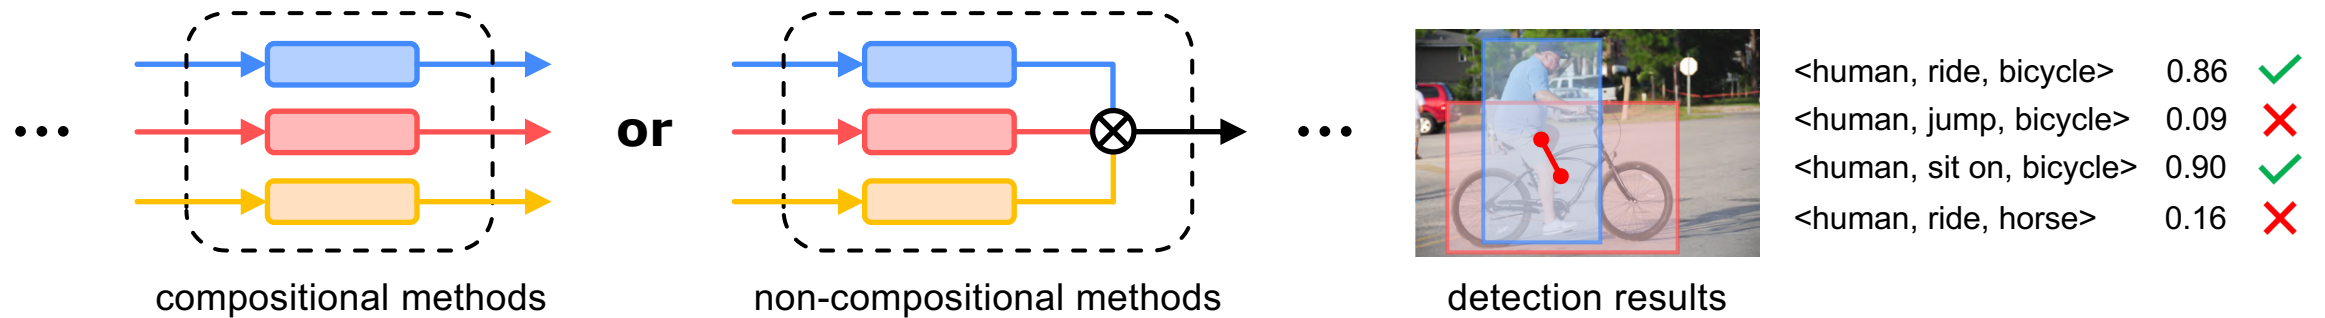 <human, ride, bicycle> 0.86
<human, jump, bicycle> 0.09
or
<human, sit on, bicycle> 0.90
<human, ride, horse> 0.16
compositional methods
non-compositional methods
detection results